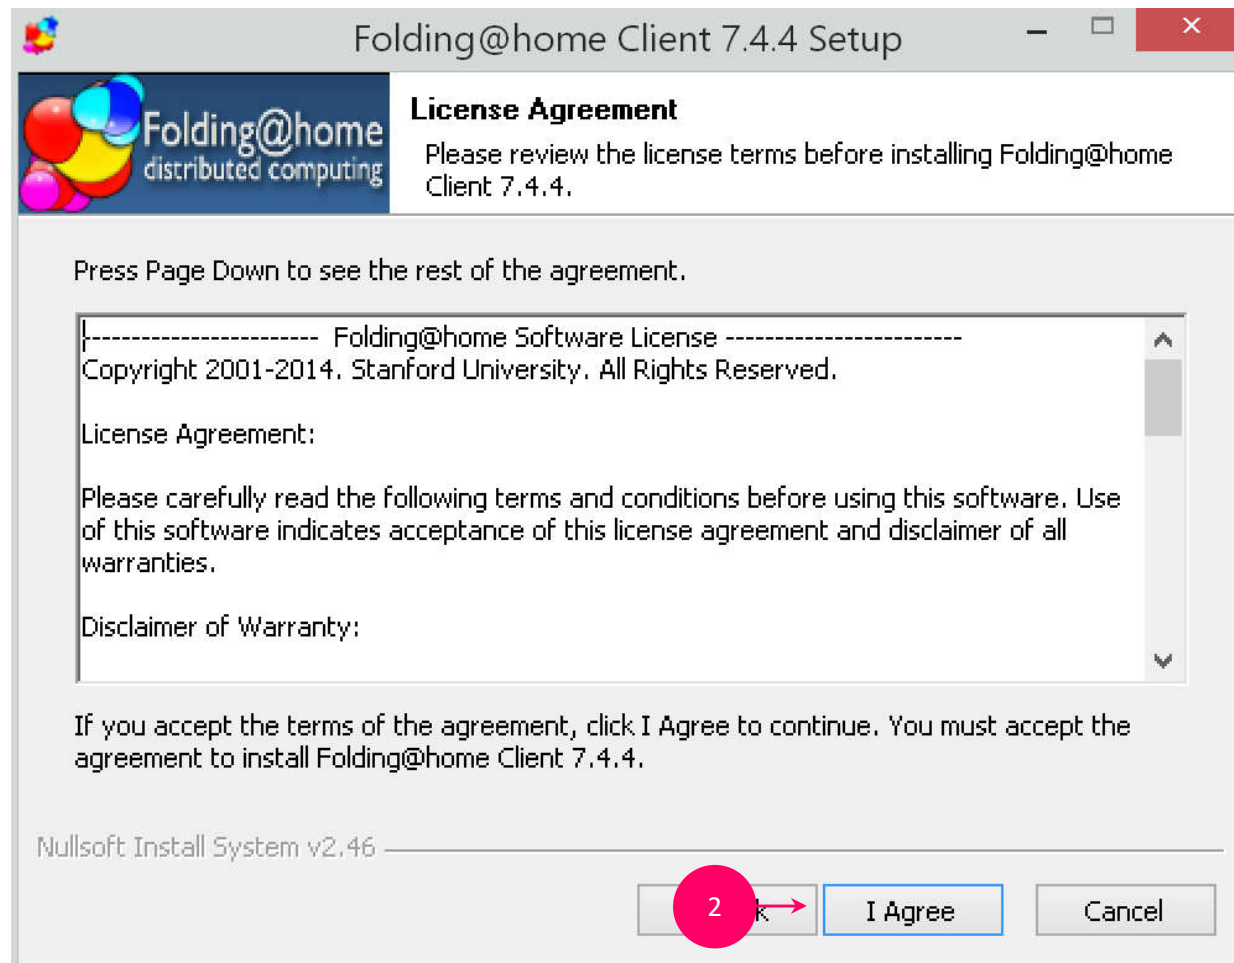 Folding@home Client 7.4.4 Setup
Folding@home
distributed computing
License Agreement
Please review the license terms before installing Folding@home
Client 7.4.4.
Press Page Down to see the rest of the agreement.
----------------------- Folding@home Software License ------------------------
Copyright 2001-2014. Stanford University. All Rights Reserved.
License Agreement:
Please carefully read the following terms and conditions before using this software. Use
of this software indicates acceptance of this license agreement and disclaimer of all
warranties.
Disclaimer of Warranty:
If you accept the terms of the agreement, click I Agree to continue. You must accept the
agreement to install Folding@home Client 7.4.4.
Nullsoft Install System v2.46
2
I Agree
Cancel